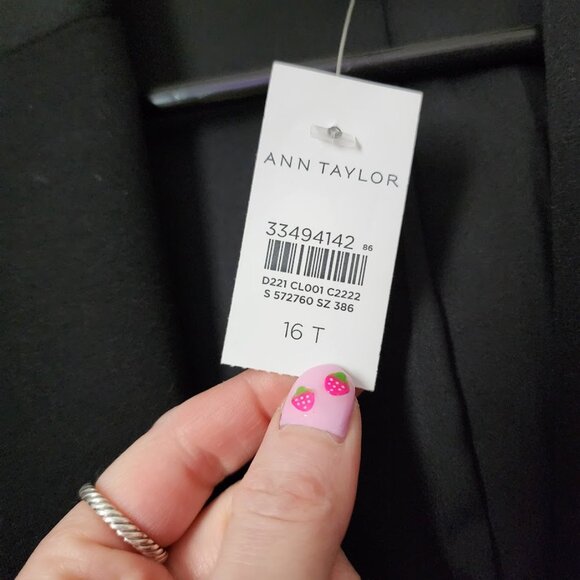 ANN TAYLOR
33494142 86
D221 CL001 C2222
S 572760 SZ 386
16 T